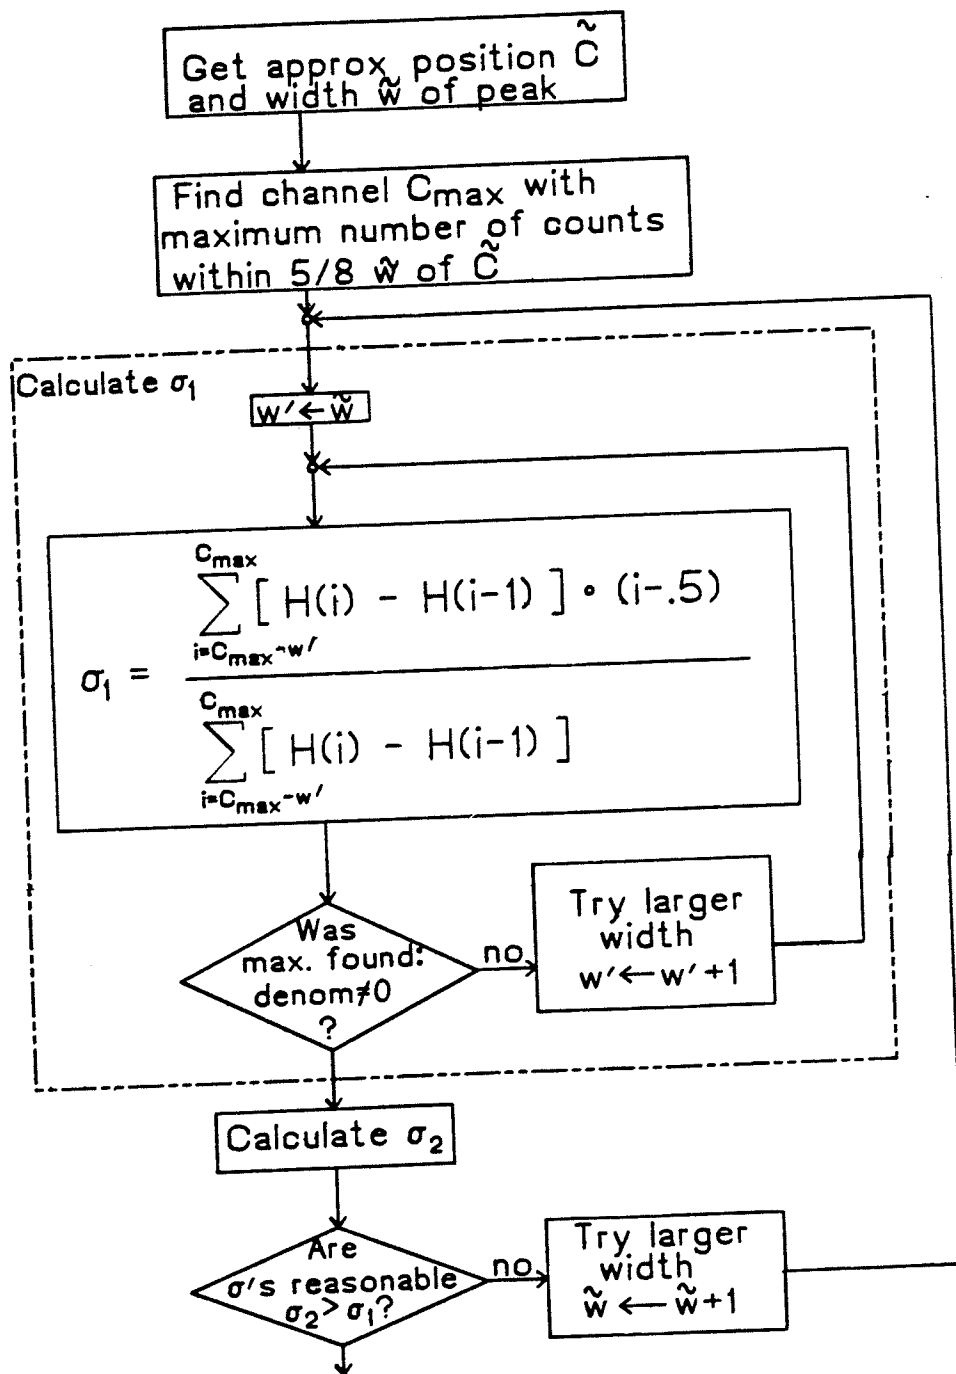 Get approx. position C̃
and width w̃ of peak
Find channel Cmax with
maximum number of counts
within 5/8 w̃ of C̃
Calculate σ₁
w′ ← w̃
Cmax
∑ [ H(i) - H(i-1) ] • (i-.5)
i=Cmax-w′
σ₁ =
Cmax
∑ [ H(i) - H(i-1) ]
i=Cmax-w′
Was
max. found:
denom≠0
?
no
Try larger
width
w′ ← w′ +1
Calculate σ₂
Are
σ's reasonable
σ₂> σ₁?
no
Try larger
width
w̃ ← w̃+1